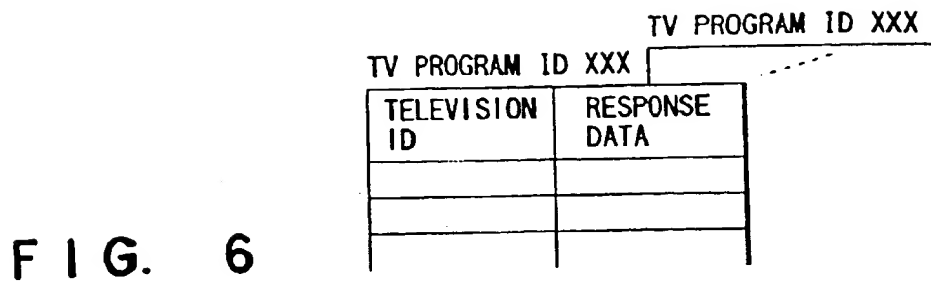 TV PROGRAM ID XXX
TV PROGRAM ID XXX
TELEVISION ID
RESPONSE DATA
FIG. 6